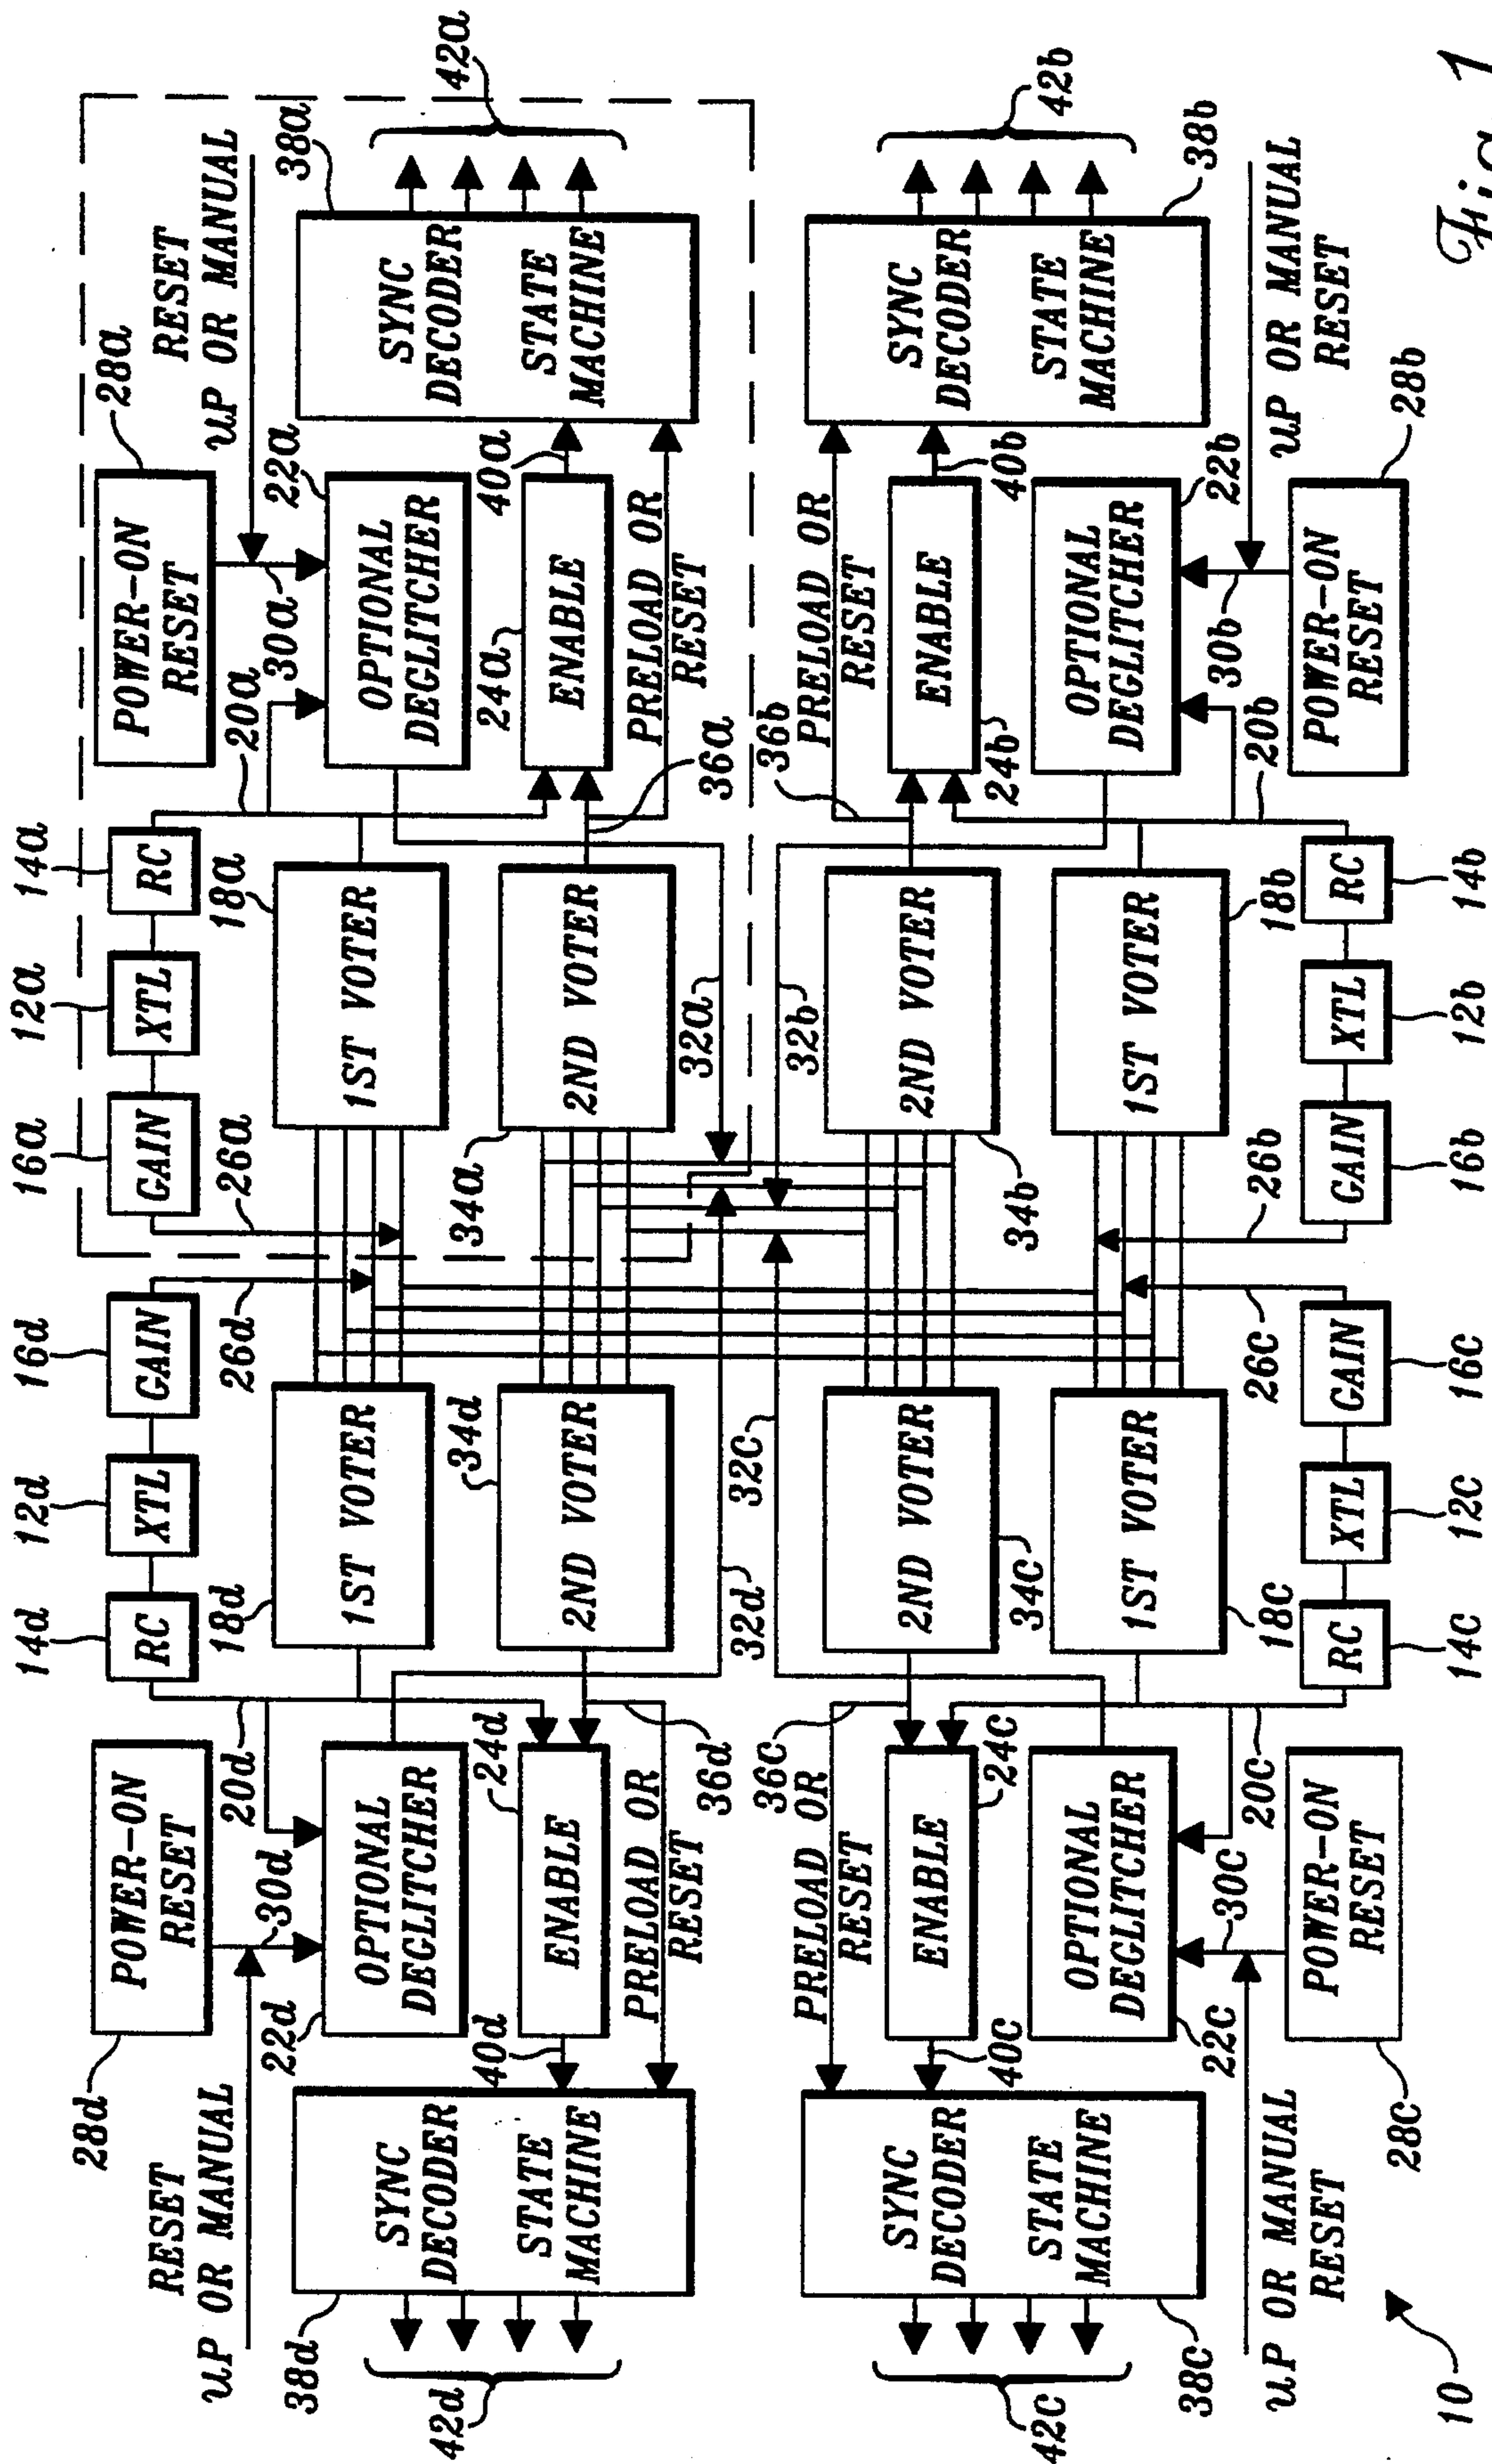 Fig. 1
14d
12d
16d
16a
12a
14a
RC
XTL
GAIN
GAIN
XTL
RC
28d
POWER-ON
RESET
20d
26d
26a
20a
POWER-ON
RESET
28a
RESET
uP OR MANUAL
30d
18d
1ST VOTER
1ST VOTER
18a
30a
RESET
uP OR MANUAL
22d
OPTIONAL
DEGLITCHER
OPTIONAL
DEGLITCHER
22a
38d
SYNC
DECODER
STATE
MACHINE
40d
ENABLE
24d
34d
2ND VOTER
34a
2ND VOTER
24a
ENABLE
40a
SYNC
DECODER
STATE
MACHINE
38a
42d
PRELOAD OR
RESET
36d
32d
32a
36a
PRELOAD OR
RESET
42a
PRELOAD OR
RESET
36c
32c
32b
36b
PRELOAD OR
RESET
42c
SYNC
DECODER
STATE
MACHINE
38c
40c
ENABLE
24c
2ND VOTER
34c
2ND VOTER
34b
24b
ENABLE
40b
SYNC
DECODER
STATE
MACHINE
38b
42b
OPTIONAL
DEGLITCHER
22c
1ST VOTER
18c
1ST VOTER
18b
OPTIONAL
DEGLITCHER
22b
uP OR MANUAL
RESET
30c
20c
26c
26b
20b
30b
uP OR MANUAL
RESET
POWER-ON
RESET
28c
RC
XTL
GAIN
GAIN
XTL
RC
POWER-ON
RESET
28b
14c
12c
16c
16b
12b
14b
10